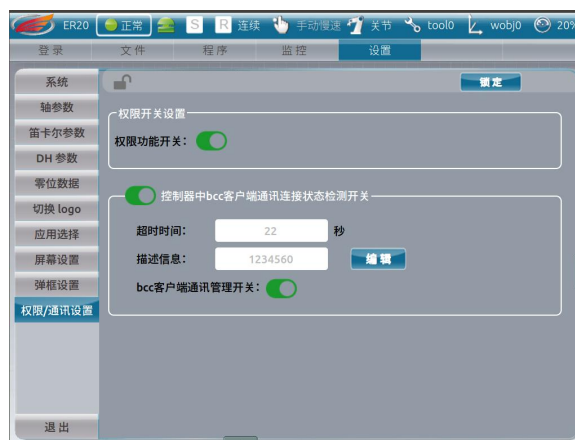 ER20 正常 S R 连续 手动慢速 关节 tool0 wobj0 20%
登录 文件 程序 监控 设置
系统
锁定
轴参数
权限开关设置
笛卡尔参数
权限功能开关：
DH 参数
零位数据
控制器中bcc客户端通讯连接状态检测开关
切换 logo
应用选择
超时时间： 22 秒
屏幕设置
描述信息： 1234560 编辑
弹框设置
bcc客户端通讯管理开关：
权限/通讯设置
退出